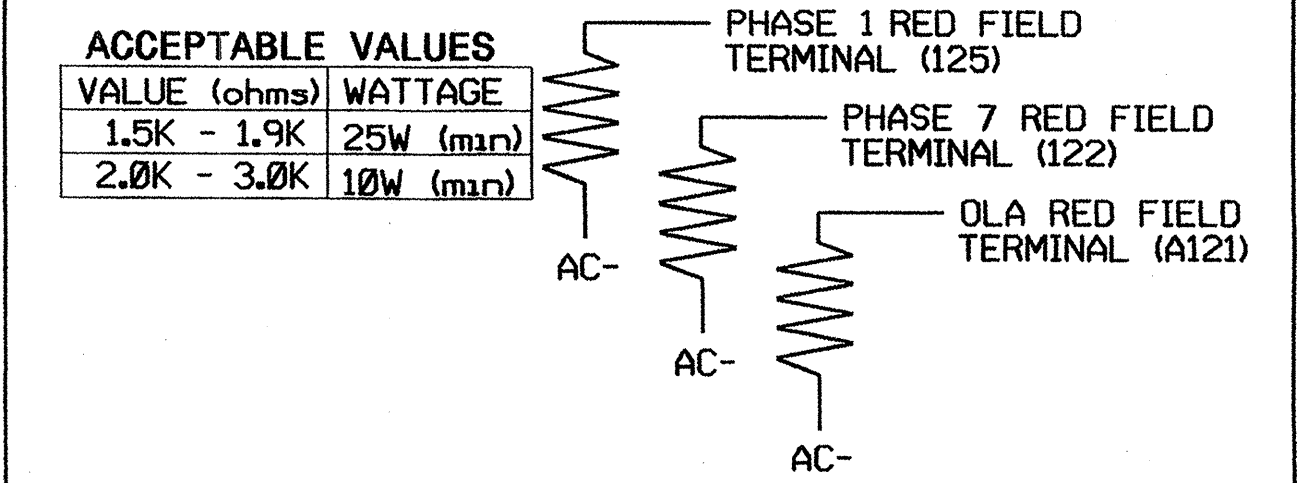 ACCEPTABLE VALUES
VALUE (ohms) WATTAGE
1.5K - 1.9K 25W (min)
2.0K - 3.0K 10W (min)
PHASE 1 RED FIELD
TERMINAL (125)
AC-
PHASE 7 RED FIELD
TERMINAL (122)
AC-
OLA RED FIELD
TERMINAL (A121)
AC-